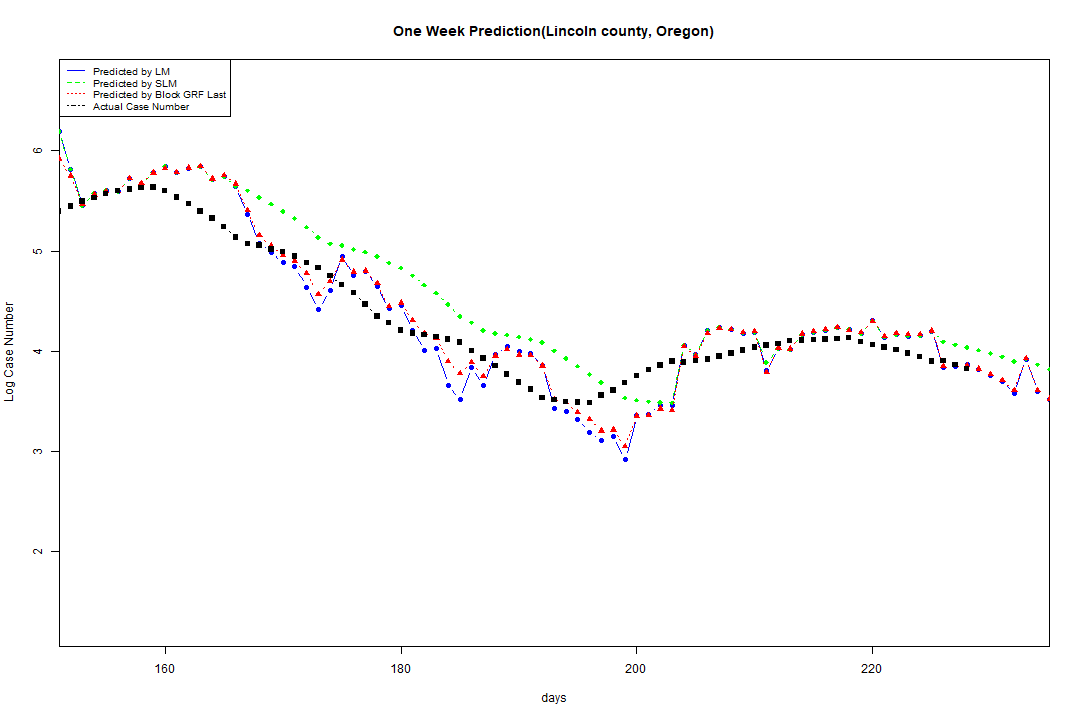 One Week Prediction(Lincoln county, Oregon)
Predicted by LM
Predicted by SLM
Predicted by Block GRF Last
Actual Case Number
6
5
4
3
2
Log Case Number
160 180 200 220
days